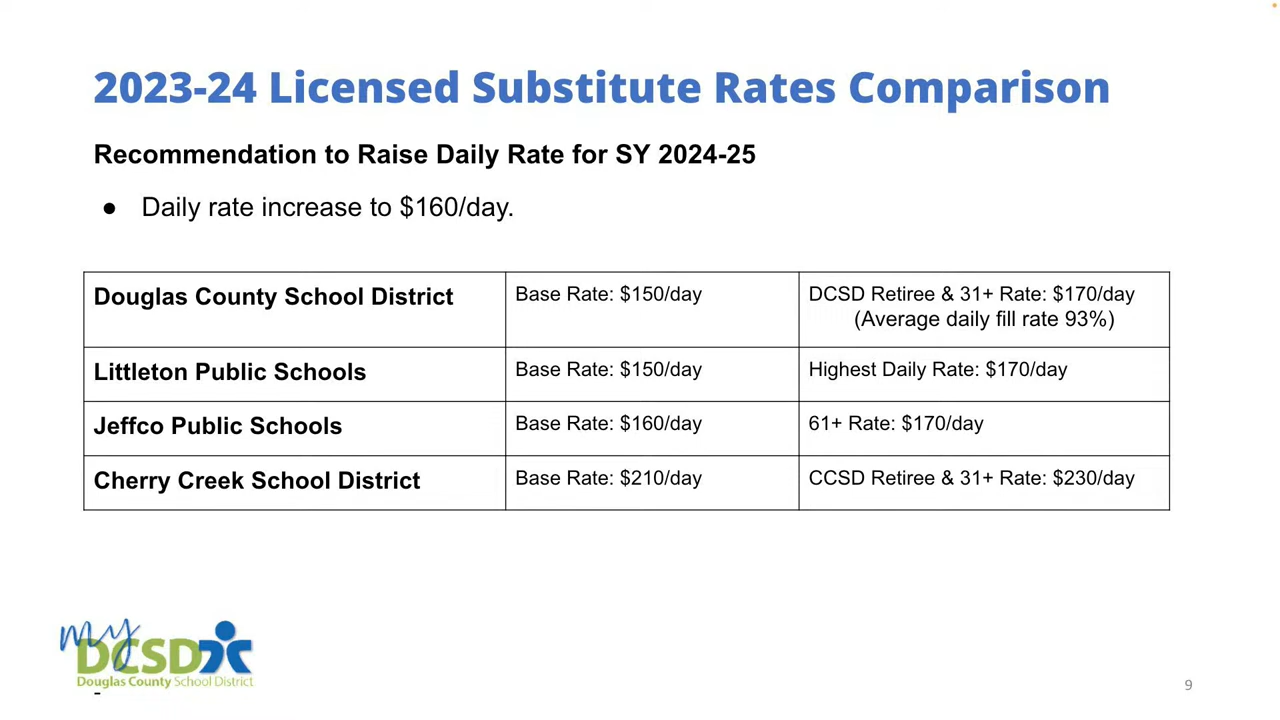 2023-24 Licensed Substitute Rates Comparison
Recommendation to Raise Daily Rate for SY 2024-25
● Daily rate increase to $160/day.
Douglas County School District
Base Rate: $150/day
DCSD Retiree & 31+ Rate: $170/day
(Average daily fill rate 93%)
Littleton Public Schools
Base Rate: $150/day
Highest Daily Rate: $170/day
Jeffco Public Schools
Base Rate: $160/day
61+ Rate: $170/day
Cherry Creek School District
Base Rate: $210/day
CCSD Retiree & 31+ Rate: $230/day
my
DCSD
Douglas County School District
-
9